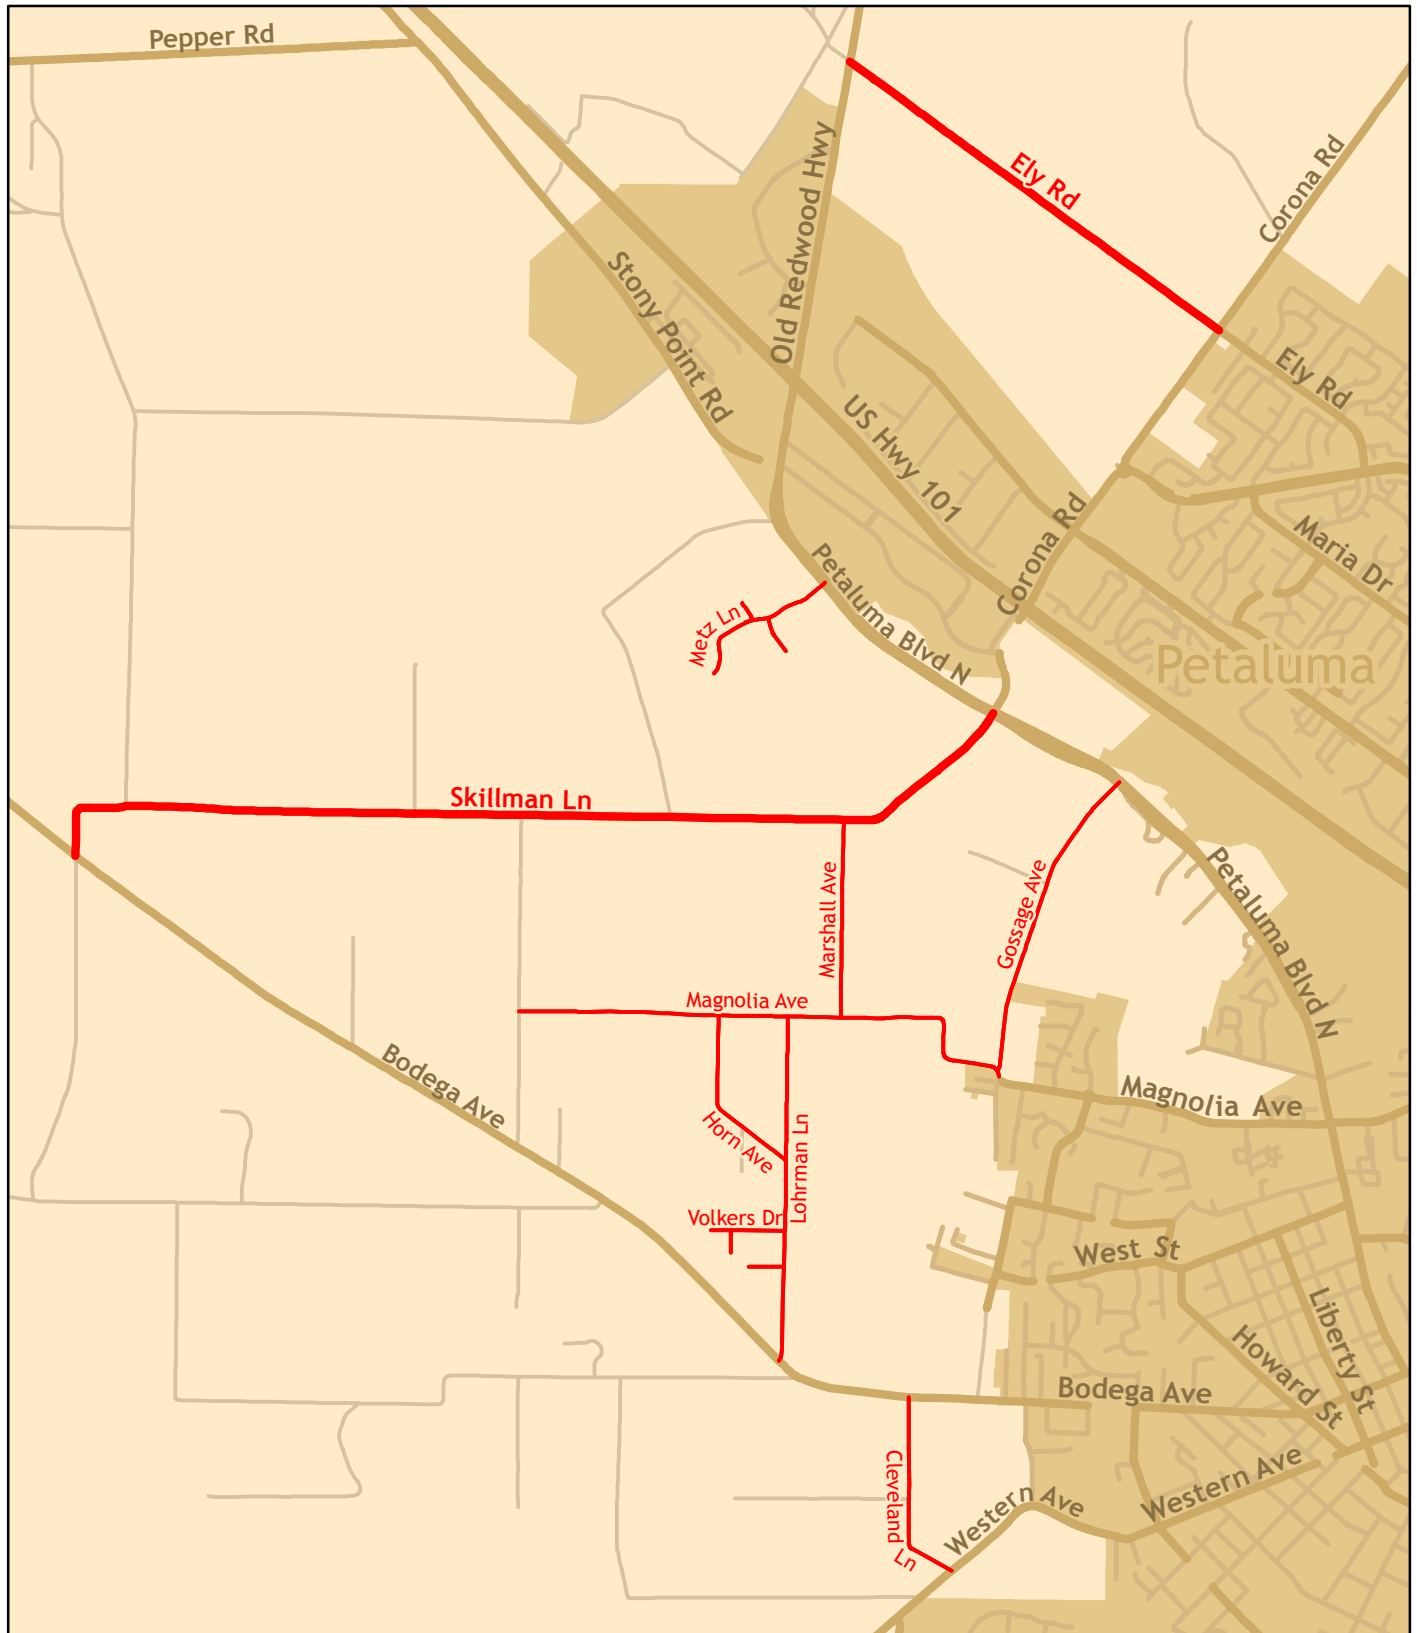 Pepper Rd
Old Redwood Hwy
Ely Rd
Corona Rd
Stony Point Rd
Ely Rd
US Hwy 101
Corona Rd
Maria Dr
Petaluma Blvd N
Metz Ln
Petaluma
Skillman Ln
Marshall Ave
Gossage Ave
Petaluma Blvd N
Magnolia Ave
Bodega Ave
Magnolia Ave
Horn Ave
Lohrman Ln
Volkers Dr
West St
Liberty St
Howard St
Bodega Ave
Cleveland Ln
Western Ave
Western Ave